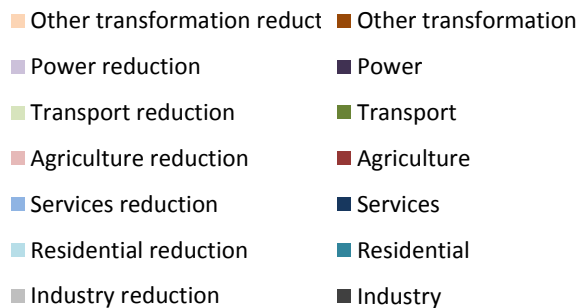 Other transformation reduct Other transformation
Power reduction Power
Transport reduction Transport
Agriculture reduction Agriculture
Services reduction Services
Residential reduction Residential
Industry reduction Industry